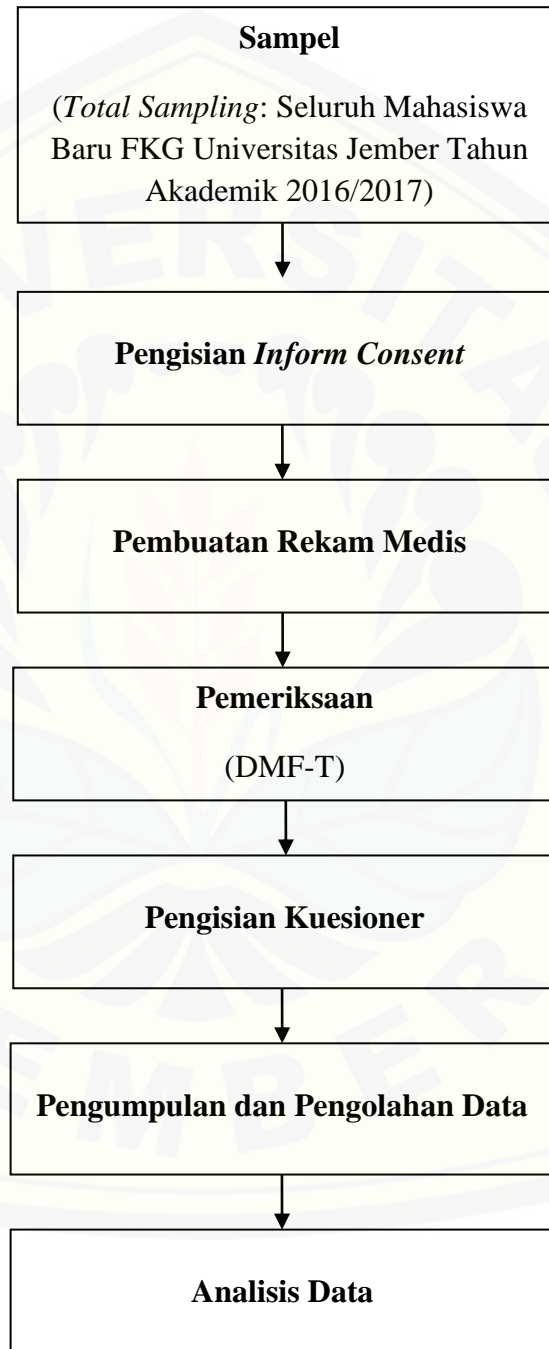 Sampel
(Total Sampling: Seluruh Mahasiswa
Baru FKG Universitas Jember Tahun
Akademik 2016/2017)
Pengisian Inform Consent
Pembuatan Rekam Medis
Pemeriksaan
(DMF-T)
Pengisian Kuesioner
Pengumpulan dan Pengolahan Data
Analisis Data